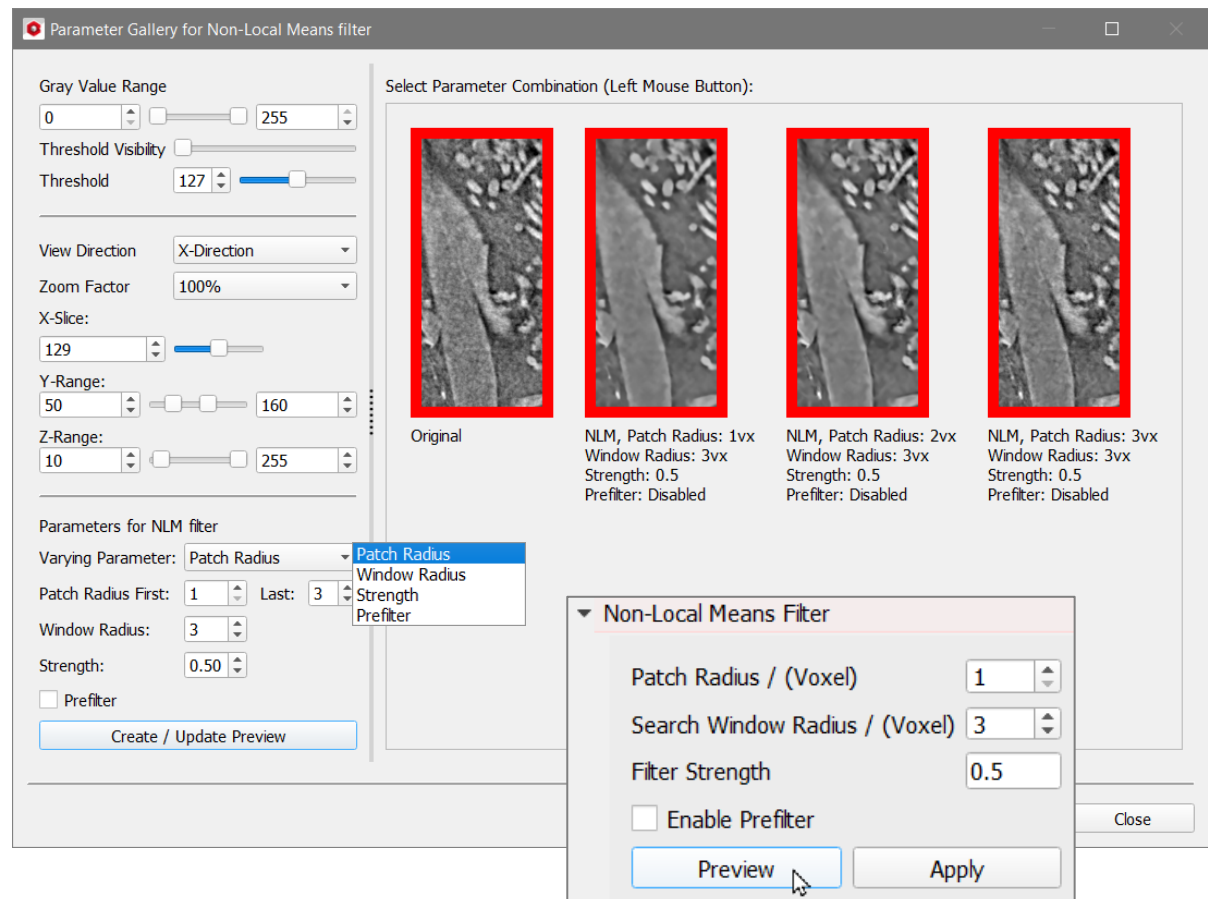 Parameter Gallery for Non-Local Means filter
Gray Value Range
0 255
Threshold Visibility
Threshold 127
View Direction X-Direction
Zoom Factor 100%
X-Slice:
129
Y-Range:
50 160
Z-Range:
10 255
Parameters for NLM filter
Varying Parameter: Patch Radius
Patch Radius First: 1 Last: 3
Window Radius: 3
Strength: 0.50
Prefilter
Create / Update Preview
Patch Radius
Window Radius
Strength
Prefilter
Select Parameter Combination (Left Mouse Button):
Original
NLM, Patch Radius: 1vx
Window Radius: 3vx
Strength: 0.5
Prefilter: Disabled
NLM, Patch Radius: 2vx
Window Radius: 3vx
Strength: 0.5
Prefilter: Disabled
NLM, Patch Radius: 3vx
Window Radius: 3vx
Strength: 0.5
Prefilter: Disabled
Non-Local Means Filter
Patch Radius / (Voxel) 1
Search Window Radius / (Voxel) 3
Filter Strength 0.5
Enable Prefilter
Preview Apply
Close